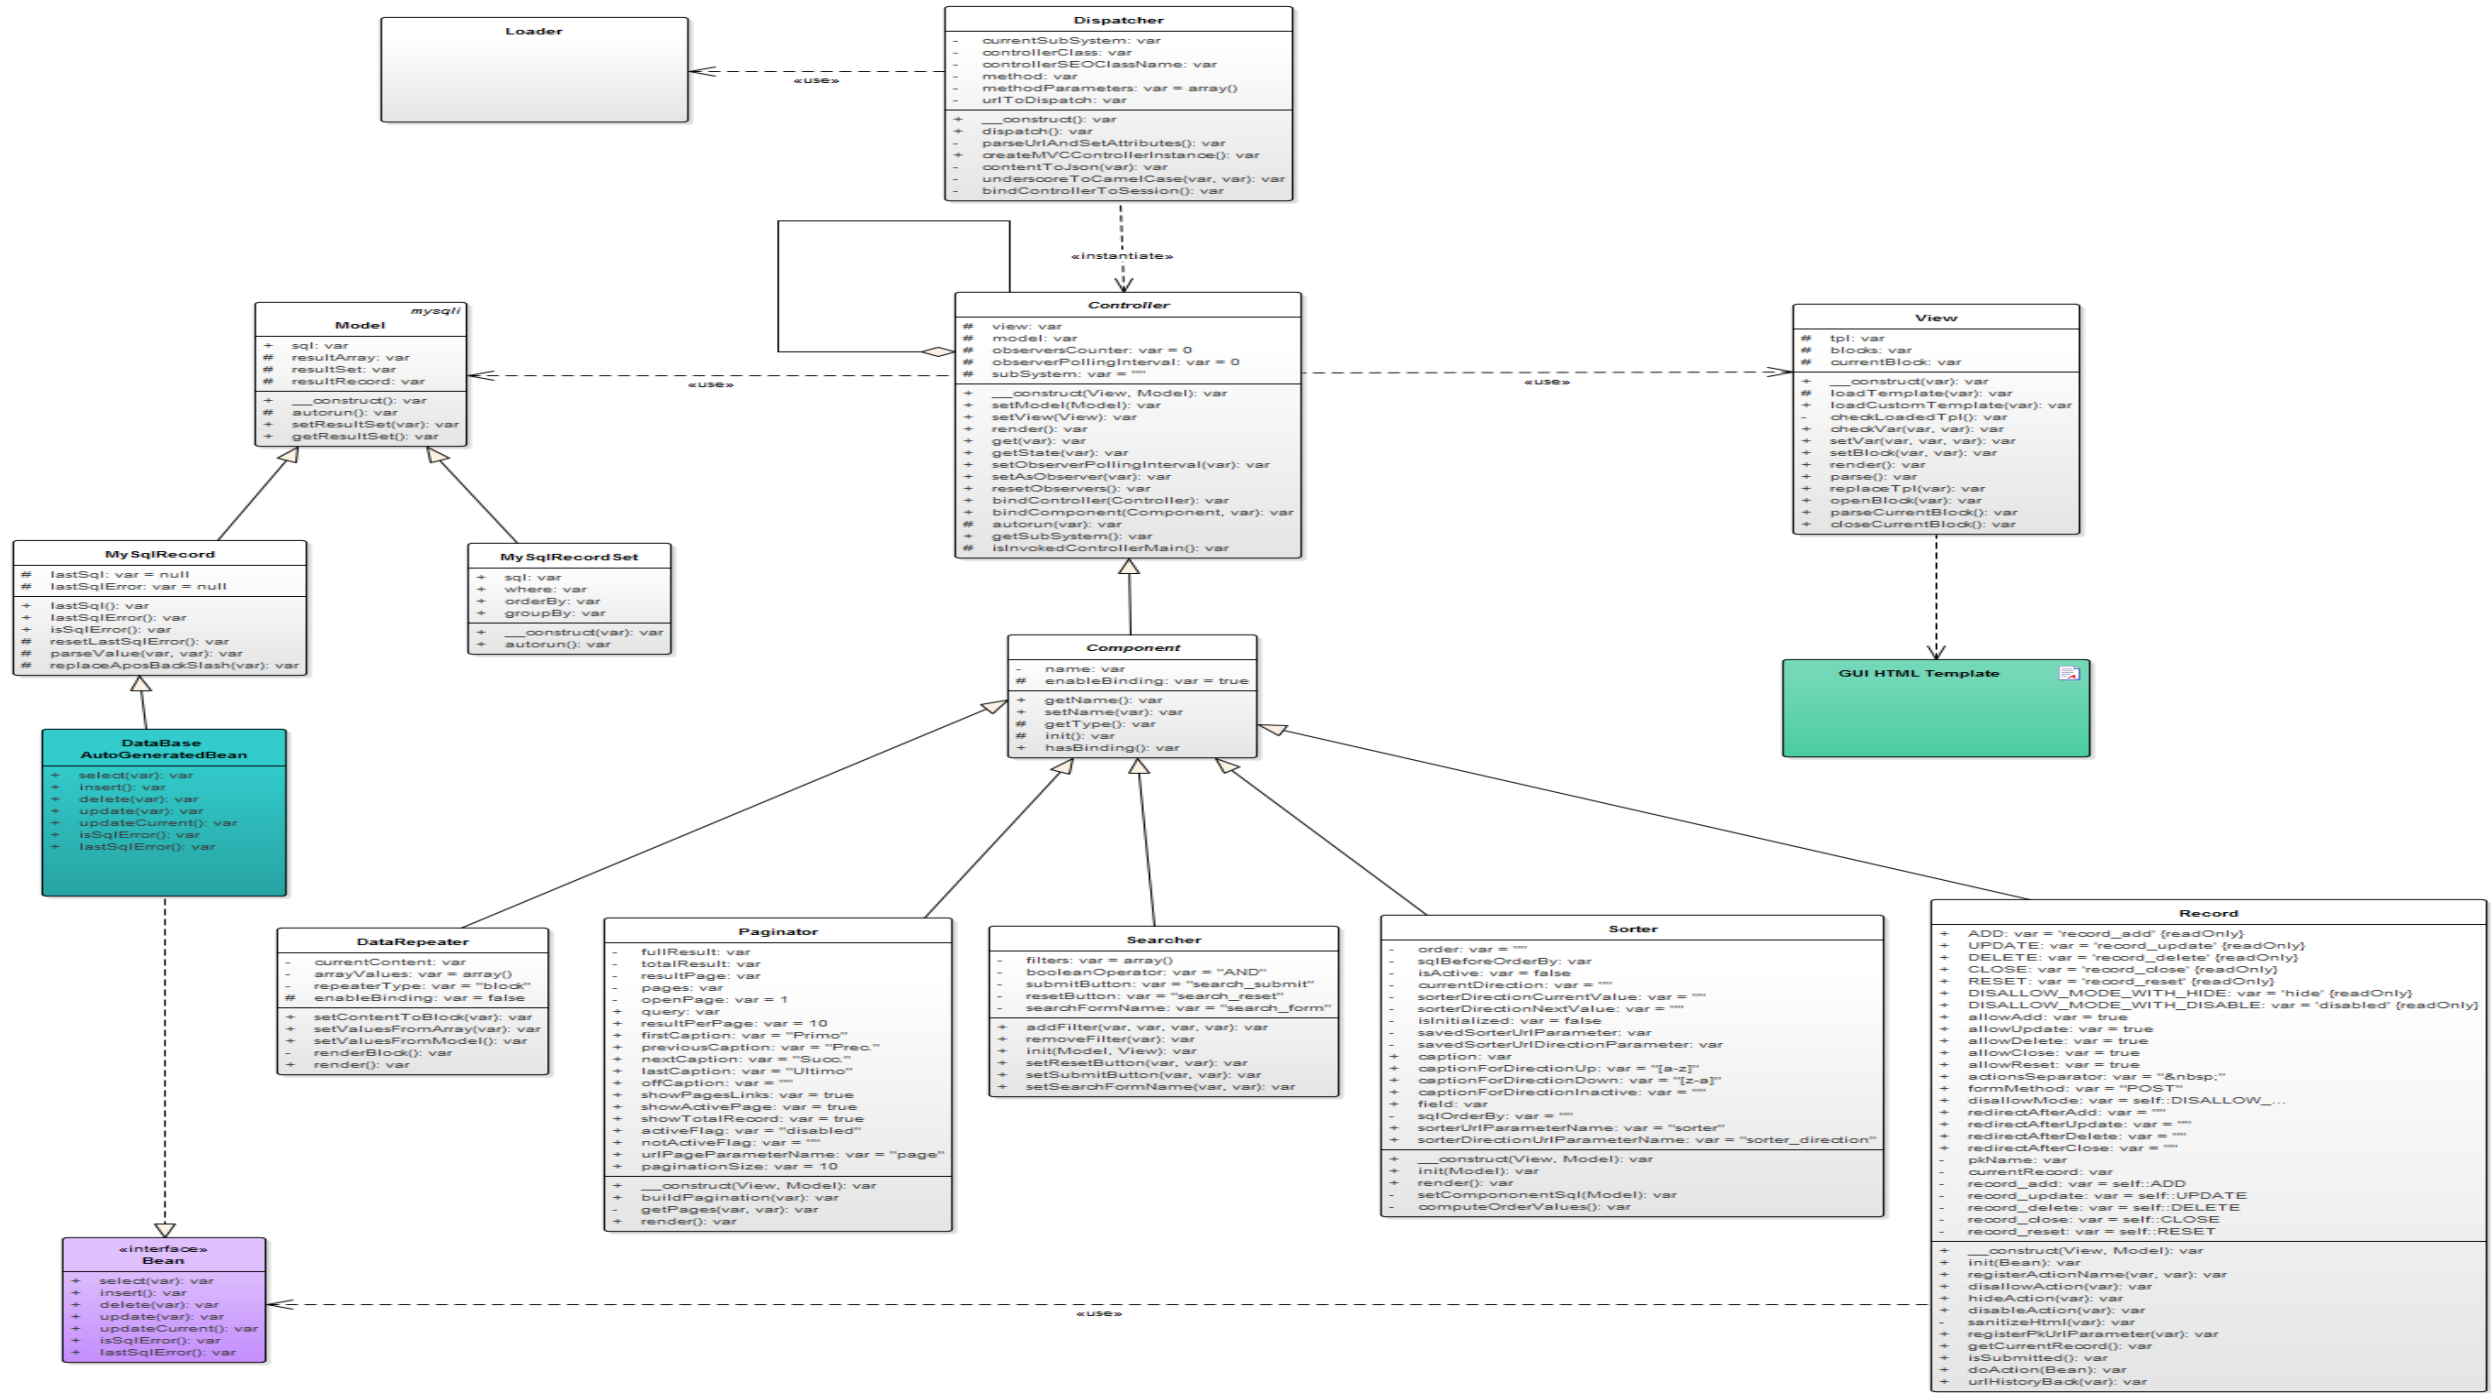 Loader
Dispatcher
- currentSubSystem: var
- controllerClass: var
- controllerSEOClassName: var
- method: var
- methodParameters: var = array()
- urlToDispatch: var
+ __construct(): var
+ dispatch(): var
- parseUrlAndSetAttributes(): var
+ createMVCControllerInstance(): var
- contentToJson(var): var
- underscoreToCamelCase(var, var): var
- bindControllerToSession(): var
«use»
«instantiate»
mysqli
Model
+ sql: var
# resultArray: var
# resultSet: var
# resultRecord: var
+ __construct(): var
# autorun(): var
+ setResultSet(var): var
+ getResultSet(): var
«use»
Controller
# view: var
# model: var
# observersCounter: var = 0
# observerPollingInterval: var = 0
# subSystem: var = ""
+ __construct(View, Model): var
+ setModel(Model): var
+ setView(View): var
+ render(): var
+ get(var): var
+ getState(var): var
+ setObserverPollingInterval(var): var
+ setAsObserver(var): var
+ resetObservers(): var
+ bindController(Controller): var
+ bindComponent(Component, var): var
# autorun(var): var
+ getSubSystem(): var
# isInvokedControllerMain(): var
«use»
View
# tpl: var
# blocks: var
# currentBlock: var
+ __construct(var): var
# loadTemplate(var): var
+ loadCustomTemplate(var): var
- checkLoadedTpl(): var
+ checkVar(var, var): var
+ setVar(var, var, var): var
+ setBlock(var, var): var
+ render(): var
+ parse(): var
+ replaceTpl(var): var
+ openBlock(var): var
+ parseCurrentBlock(): var
+ closeCurrentBlock(): var
MySqlRecord
# lastSql: var = null
# lastSqlError: var = null
+ lastSql(): var
+ lastSqlError(): var
+ isSqlError(): var
# resetLastSqlError(): var
# parseValue(var, var): var
# replaceAposBackSlash(var): var
MySqlRecordSet
+ sql: var
+ where: var
+ orderBy: var
+ groupBy: var
+ __construct(var): var
+ autorun(): var
Component
- name: var
# enableBinding: var = true
+ getName(): var
+ setName(var): var
# getType(): var
# init(): var
+ hasBinding(): var
GUI HTML Template
DataBase
AutoGeneratedBean
+ select(var): var
+ insert(): var
+ delete(var): var
+ update(var): var
+ updateCurrent(): var
+ isSqlError(): var
+ lastSqlError(): var
DataRepeater
- currentContent: var
- arrayValues: var = array()
- repeaterType: var = "block"
# enableBinding: var = false
+ setContentToBlock(var): var
+ setValuesFromArray(var): var
+ setValuesFromModel(): var
- renderBlock(): var
+ render(): var
Paginator
- fullResult: var
- totalResult: var
- resultPage: var
- pages: var
- openPage: var = 1
+ query: var
+ resultPerPage: var = 10
+ firstCaption: var = "Primo"
+ previousCaption: var = "Prec."
+ nextCaption: var = "Succ."
+ lastCaption: var = "Ultimo"
+ offCaption: var = ""
+ showPagesLinks: var = true
+ showActivePage: var = true
+ showTotalRecord: var = true
+ activeFlag: var = "disabled"
+ notActiveFlag: var = ""
+ urlPageParameterName: var = "page"
+ paginationSize: var = 10
+ __construct(View, Model): var
+ buildPagination(var): var
- getPages(var, var): var
+ render(): var
Searcher
- filters: var = array()
- booleanOperator: var = "AND"
- submitButton: var = "search_submit"
- resetButton: var = "search_reset"
- searchFormName: var = "search_form"
+ addFilter(var, var, var, var): var
+ removeFilter(var): var
+ init(Model, View): var
+ setResetButton(var, var): var
+ setSubmitButton(var, var): var
+ setSearchFormName(var, var): var
Sorter
- order: var = ""
- sqlBeforeOrderBy: var
- isActive: var = false
- currentDirection: var = ""
- sorterDirectionCurrentValue: var = ""
- sorterDirectionNextValue: var = ""
- isInitialized: var = false
- savedSorterUrlParameter: var
- savedSorterUrlDirectionParameter: var
+ caption: var
+ captionForDirectionUp: var = "[a-z]"
+ captionForDirectionDown: var = "[z-a]"
+ captionForDirectionInactive: var = ""
+ field: var
- sqlOrderBy: var = ""
+ sorterUrlParameterName: var = "sorter"
+ sorterDirectionUrlParameterName: var = "sorter_direction"
+ __construct(View, Model): var
+ init(Model): var
+ render(): var
- setCompononentSql(Model): var
- computeOrderValues(): var
Record
+ ADD: var = 'record_add' {readOnly}
+ UPDATE: var = 'record_update' {readOnly}
+ DELETE: var = 'record_delete' {readOnly}
+ CLOSE: var = 'record_close' {readOnly}
+ RESET: var = 'record_reset' {readOnly}
+ DISALLOW_MODE_WITH_HIDE: var = 'hide' {readOnly}
+ DISALLOW_MODE_WITH_DISABLE: var = 'disabled' {readOnly}
+ allowAdd: var = true
+ allowUpdate: var = true
+ allowDelete: var = true
+ allowClose: var = true
+ allowReset: var = true
+ actionsSeparator: var = "&nbsp;"
+ formMethod: var = "POST"
+ disallowMode: var = self::DISALLOW_...
+ redirectAfterAdd: var = ""
+ redirectAfterUpdate: var = ""
+ redirectAfterDelete: var = ""
+ redirectAfterClose: var = ""
- pkName: var
- currentRecord: var
- record_add: var = self::ADD
- record_update: var = self::UPDATE
- record_delete: var = self::DELETE
- record_close: var = self::CLOSE
- record_reset: var = self::RESET
+ __construct(View, Model): var
+ init(Bean): var
+ registerActionName(var, var): var
+ disallowAction(var): var
+ hideAction(var): var
+ disableAction(var): var
- sanitizeHtml(var): var
+ registerPkUrlParameter(var): var
+ getCurrentRecord(): var
+ isSubmitted(): var
+ doAction(Bean): var
+ urlHistoryBack(var): var
«interface»
Bean
+ select(var): var
+ insert(): var
+ delete(var): var
+ update(var): var
+ updateCurrent(): var
+ isSqlError(): var
+ lastSqlError(): var
«use»